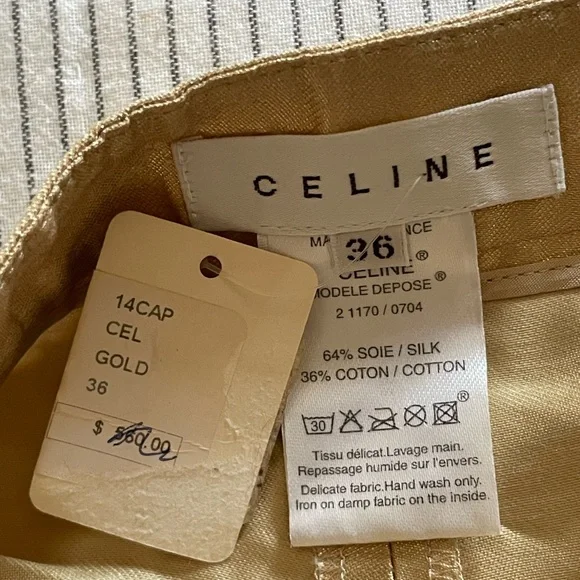 CELINE
36
CELINE®
MODELE DEPOSE®
2 1170 / 0704
64% SOIE / SILK
36% COTON / COTTON
30
®
Tissu délicat.Lavage main.
Repassage humide sur l'envers.
Delicate fabric.Hand wash only.
Iron on damp fabric on the inside.
14CAP
CEL
GOLD
36
$ 560.00